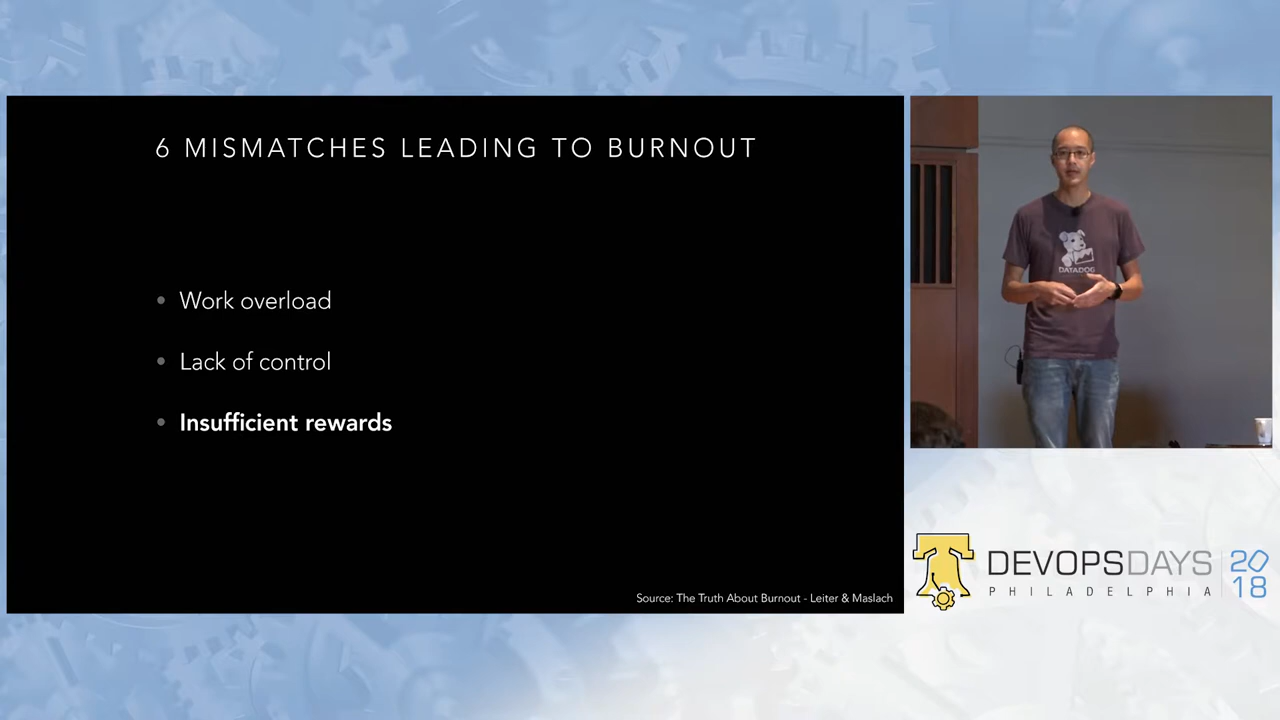 6 MISMATCHES LEADING TO BURNOUT
Work overload
Lack of control
Insufficient rewards
Source: The Truth About Burnout - Leiter & Maslach
DATADOG
DEVOPSDAYS
PHILADELPHIA
20
18